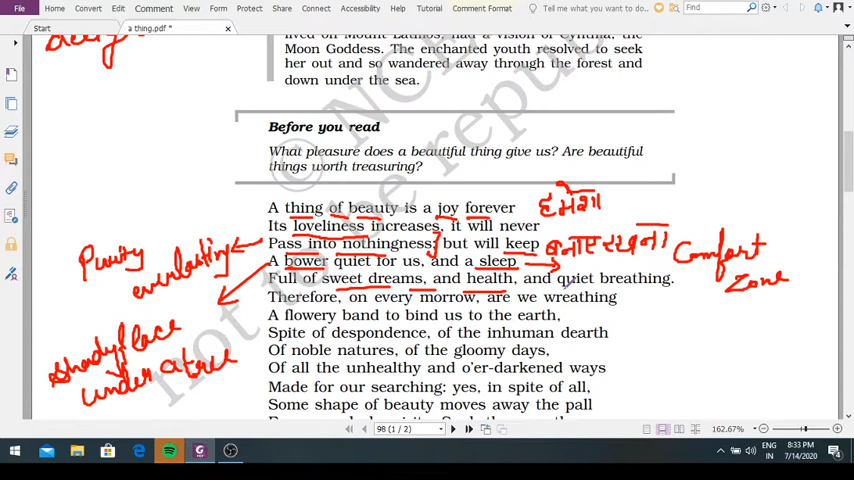 File Home Convert Edit Organize Comment View Form Protect Share Connect Accessibility Help Tutorial Comment Format Tell me what you want to do... Find
Start a thing.pdf *
lived on Mount Latmos, had a vision of Cynthia, the
Moon Goddess. The enchanted youth resolved to seek
her out and so wandered away through the forest and
down under the sea.
Before you read
What pleasure does a beautiful thing give us? Are beautiful
things worth treasuring?
A thing of beauty is a joy forever हमेशा
Its loveliness increases, it will never
Pass into nothingness; but will keep बनाए रखना
A bower quiet for us, and a sleep Comfort Zone
Full of sweet dreams, and health, and quiet breathing.
Purity everlasting
Therefore, on every morrow, are we wreathing
A flowery band to bind us to the earth,
Spite of despondence, of the inhuman dearth
Of noble natures, of the gloomy days,
Of all the unhealthy and o'er-darkened ways
Made for our searching: yes, in spite of all,
Some shape of beauty moves away the pall
shady place
under a tree
© NC
not to be repu
98 (1 / 2) 162.67%
ENG 8:33 PM
IN 7/14/2020
4